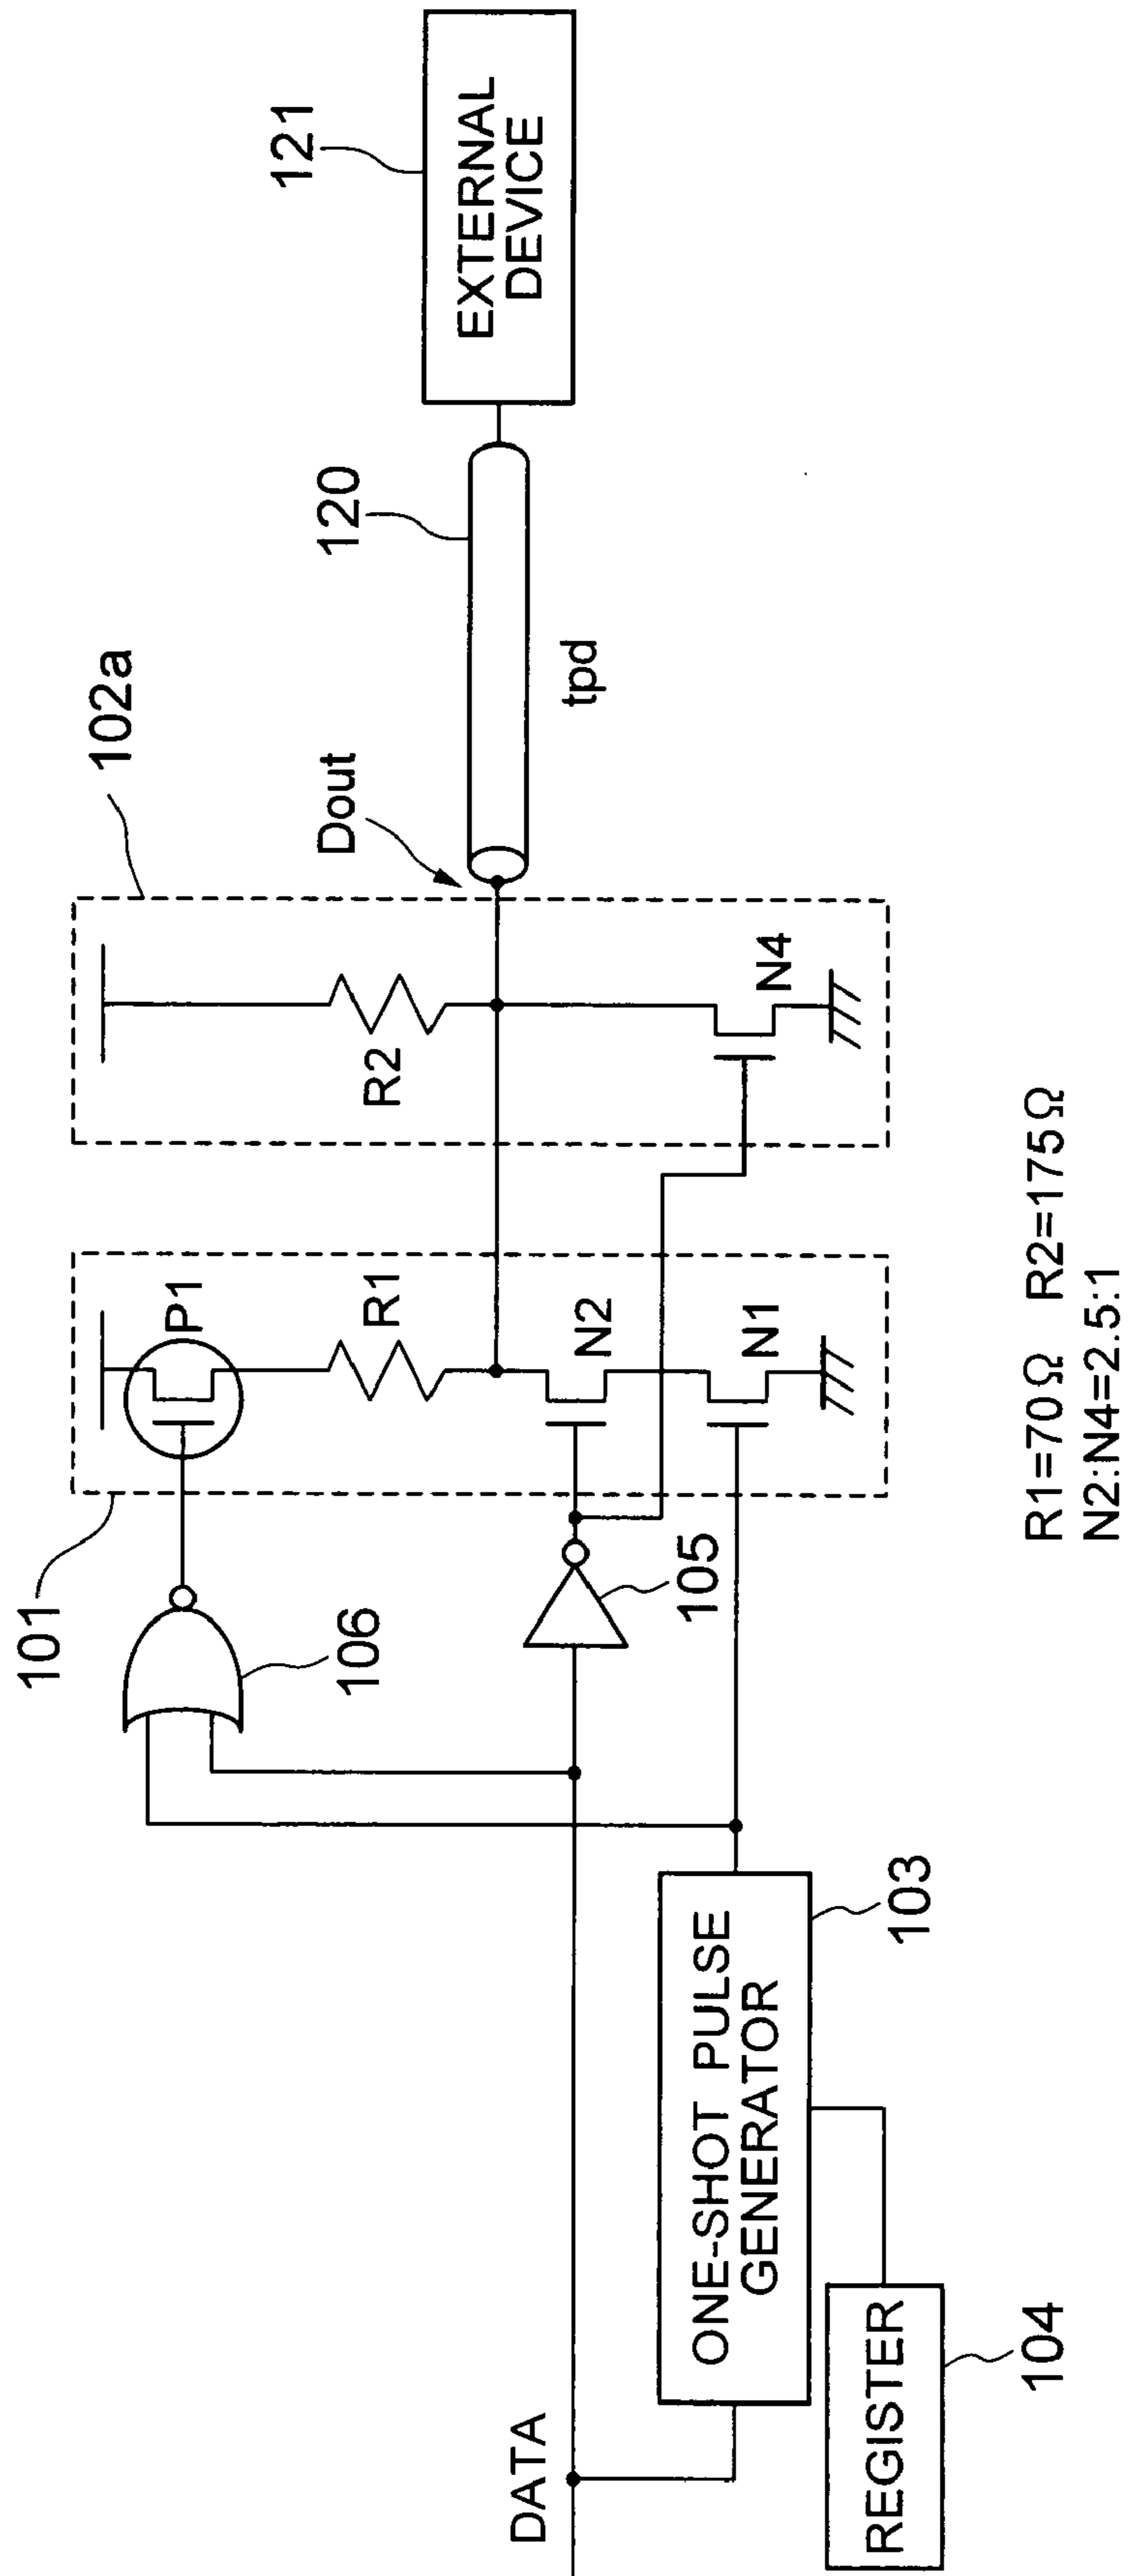 101
102a
121
EXTERNAL
DEVICE
120
Dout
tpd
P1
R1
R2
N2
N4
N1
106
105
DATA
ONE-SHOT PULSE
GENERATOR
103
REGISTER
104
R1=70Ω R2=175Ω
N2:N4=2.5:1